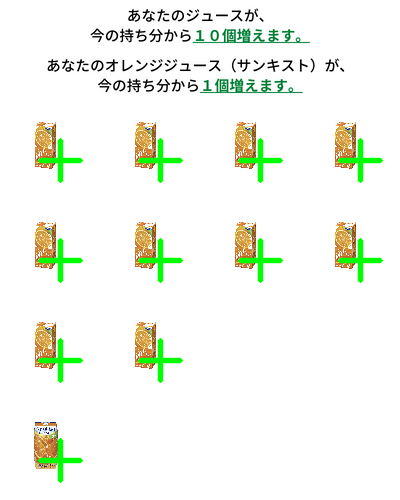 あなたのジュースが、
今の持ち分から１０個増えます。
あなたのオレンジジュース（サンキスト）が、
今の持ち分から１個増えます。